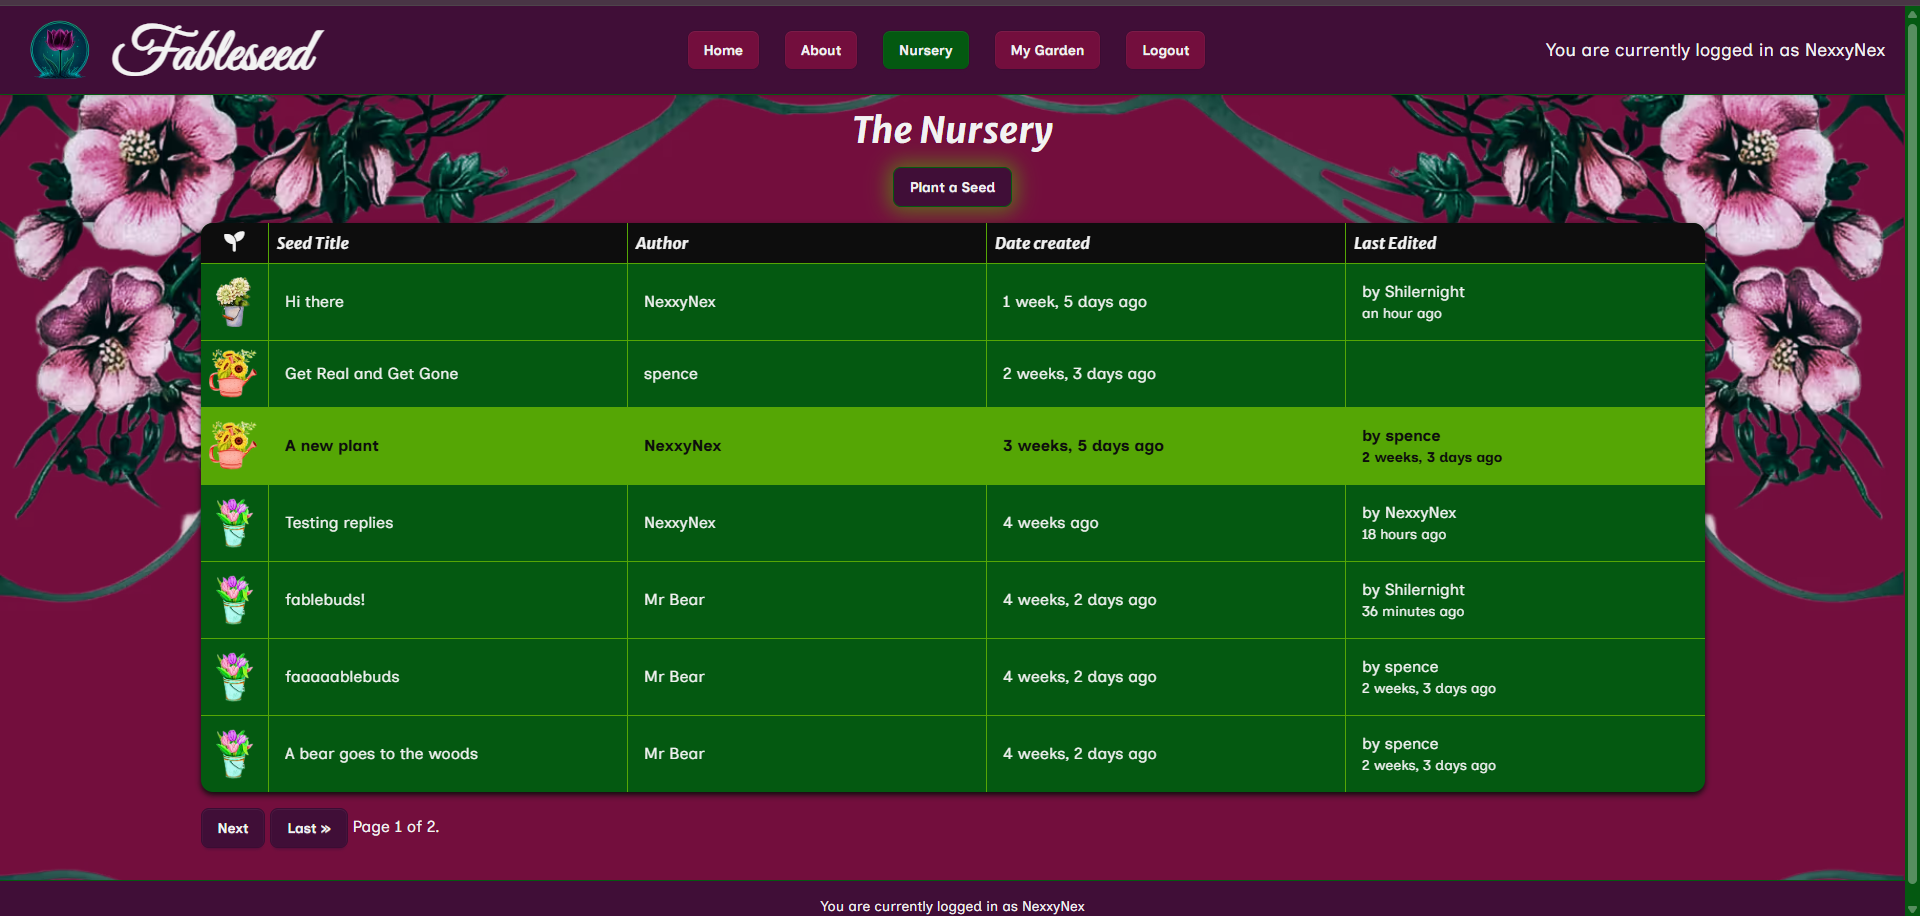 Fableseed
Home About Nursery My Garden Logout
You are currently logged in as NexxyNex
The Nursery
Plant a Seed
Seed Title Author Date created Last Edited
Hi there NexxyNex 1 week, 5 days ago by Shilernight
an hour ago
Get Real and Get Gone spence 2 weeks, 3 days ago
A new plant NexxyNex 3 weeks, 5 days ago by spence
2 weeks, 3 days ago
Testing replies NexxyNex 4 weeks ago by NexxyNex
18 hours ago
fablebuds! Mr Bear 4 weeks, 2 days ago by Shilernight
36 minutes ago
faaaaablebuds Mr Bear 4 weeks, 2 days ago by spence
2 weeks, 3 days ago
A bear goes to the woods Mr Bear 4 weeks, 2 days ago by spence
2 weeks, 3 days ago
Next Last » Page 1 of 2.
You are currently logged in as NexxyNex